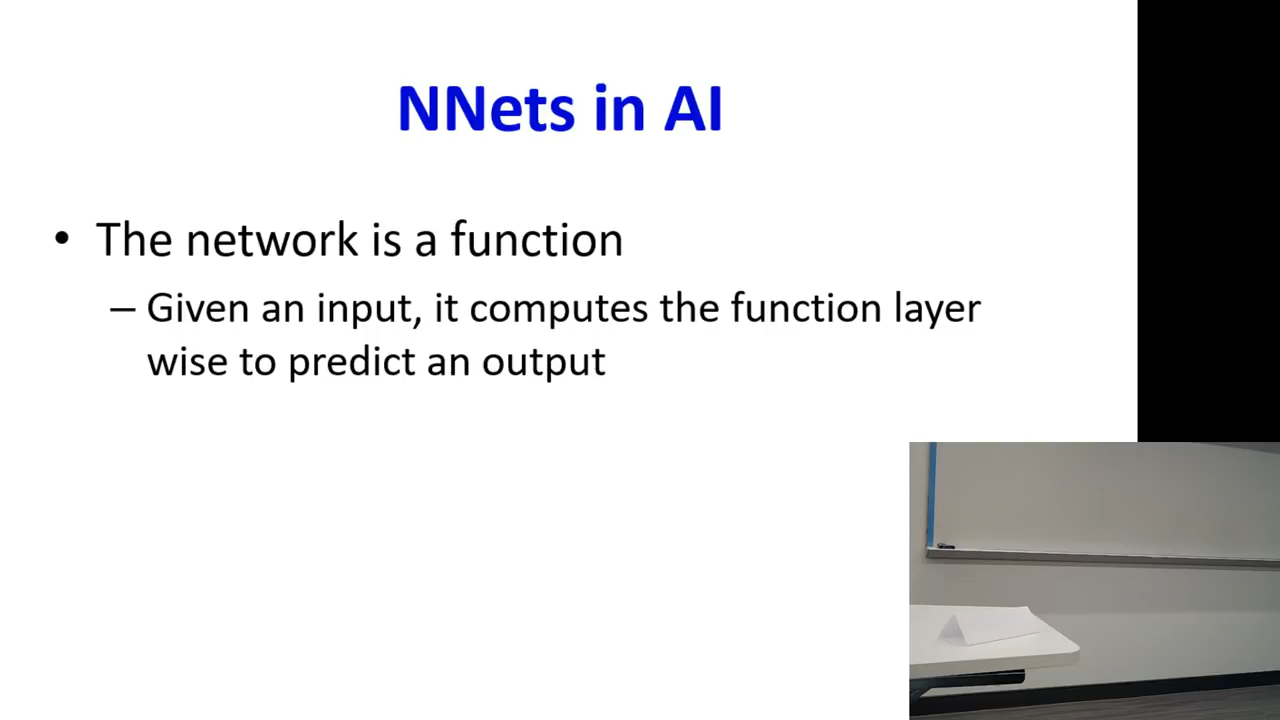 NNets in AI
• The network is a function
– Given an input, it computes the function layer
wise to predict an output